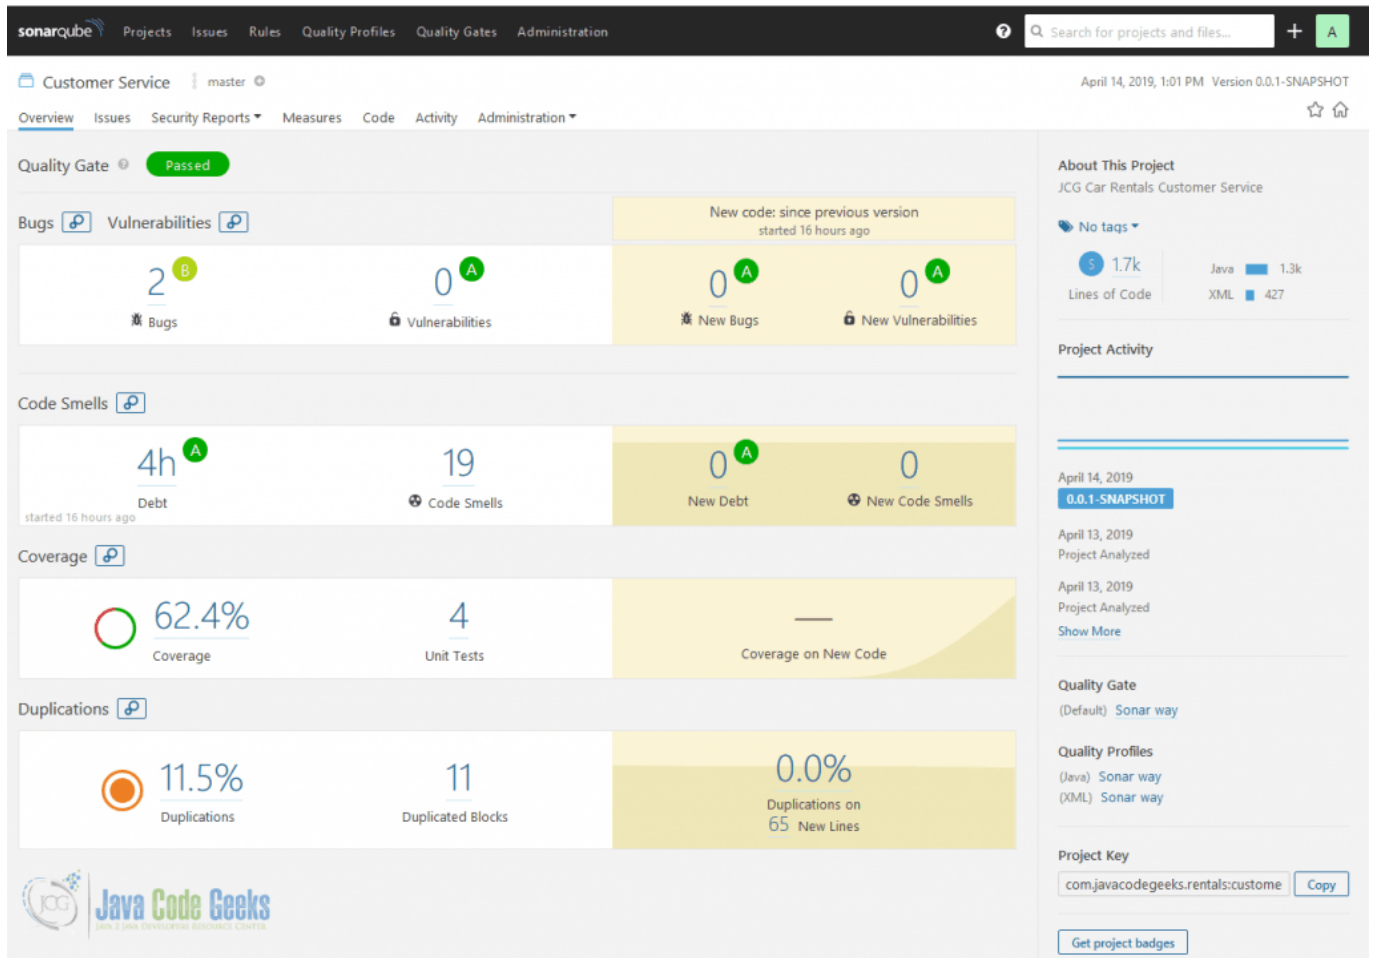 sonarqube Projects Issues Rules Quality Profiles Quality Gates Administration ? Search for projects and files... + A
Customer Service master April 14, 2019, 1:01 PM Version 0.0.1-SNAPSHOT
Overview Issues Security Reports Measures Code Activity Administration
Quality Gate ? Passed
Bugs Vulnerabilities
New code: since previous version
started 16 hours ago
2 B 0 A 0 A 0 A
Bugs Vulnerabilities New Bugs New Vulnerabilities
Code Smells
4h A 19 0 A 0
Debt Code Smells New Debt New Code Smells
started 16 hours ago
Coverage
62.4% 4 —
Coverage Unit Tests Coverage on New Code
Duplications
11.5% 11 0.0%
Duplications Duplicated Blocks Duplications on
65 New Lines
JCG Java Code Geeks
JAVA 2 JAVA DEVELOPERS RESOURCE CENTER
About This Project
JCG Car Rentals Customer Service
No tags
S 1.7k
Lines of Code
Java 1.3k
XML 427
Project Activity
April 14, 2019
0.0.1-SNAPSHOT
April 13, 2019
Project Analyzed
April 13, 2019
Project Analyzed
Show More
Quality Gate
(Default) Sonar way
Quality Profiles
(Java) Sonar way
(XML) Sonar way
Project Key
com.javacodegeeks.rentals:custome Copy
Get project badges